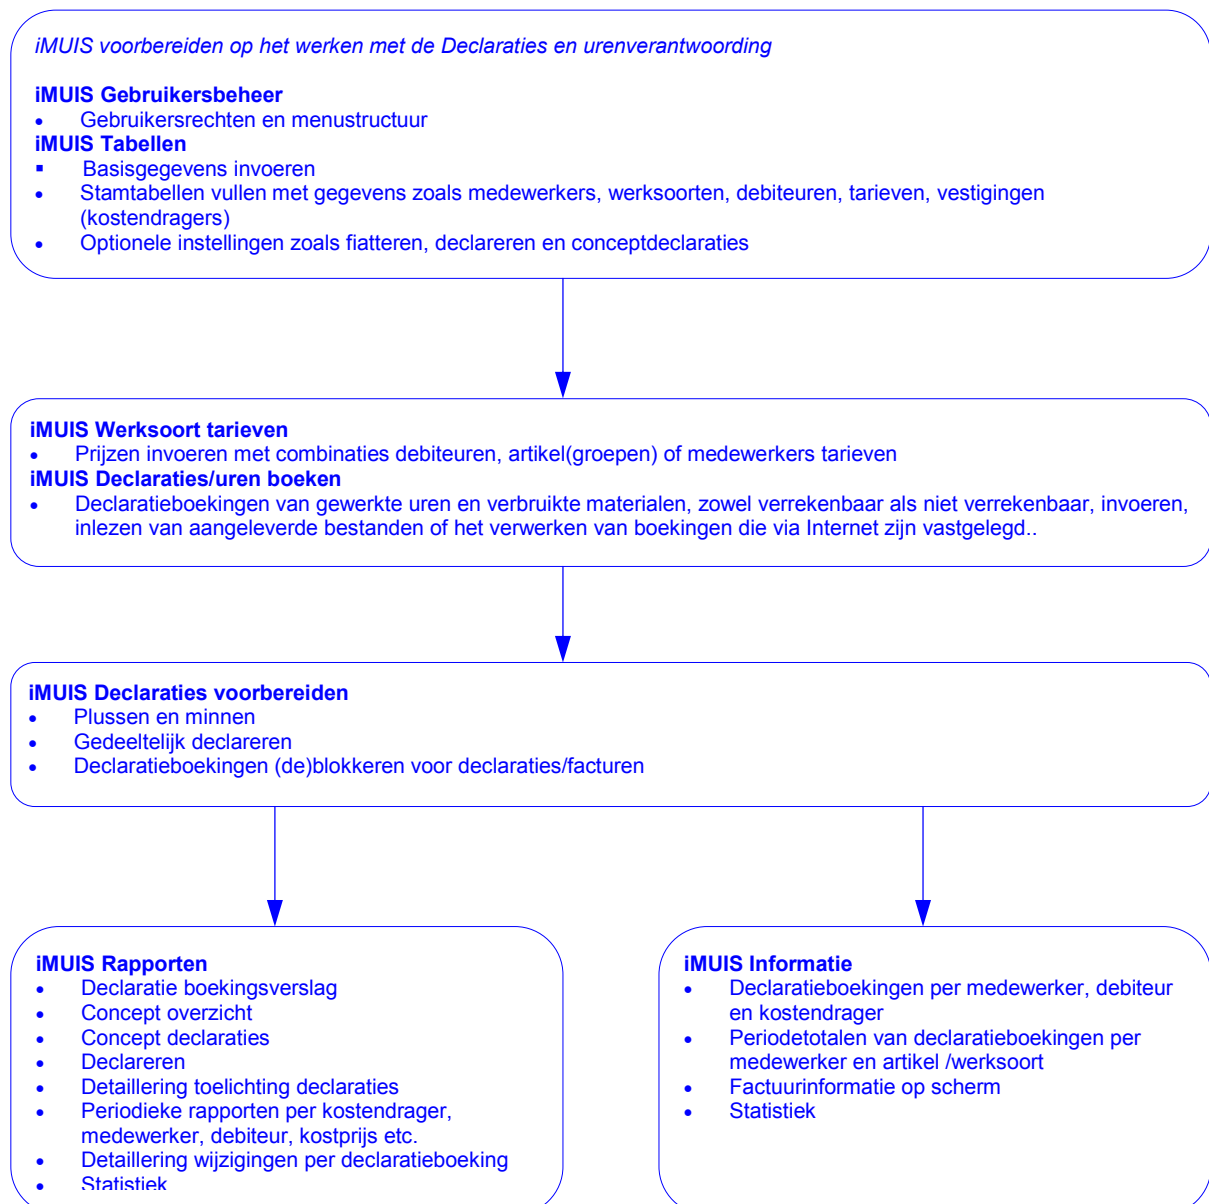 iMUIS voorbereiden op het werken met de Declaraties en urenverantwoording
iMUIS Gebruikersbeheer
• Gebruikersrechten en menustructuur
iMUIS Tabellen
▪ Basisgegevens invoeren
• Stamtabellen vullen met gegevens zoals medewerkers, werksoorten, debiteuren, tarieven, vestigingen
(kostendragers)
• Optionele instellingen zoals fiatteren, declareren en conceptdeclaraties
iMUIS Werksoort tarieven
• Prijzen invoeren met combinaties debiteuren, artikel(groepen) of medewerkers tarieven
iMUIS Declaraties/uren boeken
• Declaratieboekingen van gewerkte uren en verbruikte materialen, zowel verrekenbaar als niet verrekenbaar, invoeren,
inlezen van aangeleverde bestanden of het verwerken van boekingen die via Internet zijn vastgelegd..
iMUIS Declaraties voorbereiden
• Plussen en minnen
• Gedeeltelijk declareren
• Declaratieboekingen (de)blokkeren voor declaraties/facturen
iMUIS Rapporten
• Declaratie boekingsverslag
• Concept overzicht
• Concept declaraties
• Declareren
• Detaillering toelichting declaraties
• Periodieke rapporten per kostendrager,
medewerker, debiteur, kostprijs etc.
• Detaillering wijzigingen per declaratieboeking
• Statistiek
iMUIS Informatie
• Declaratieboekingen per medewerker, debiteur
en kostendrager
• Periodetotalen van declaratieboekingen per
medewerker en artikel /werksoort
• Factuurinformatie op scherm
• Statistiek